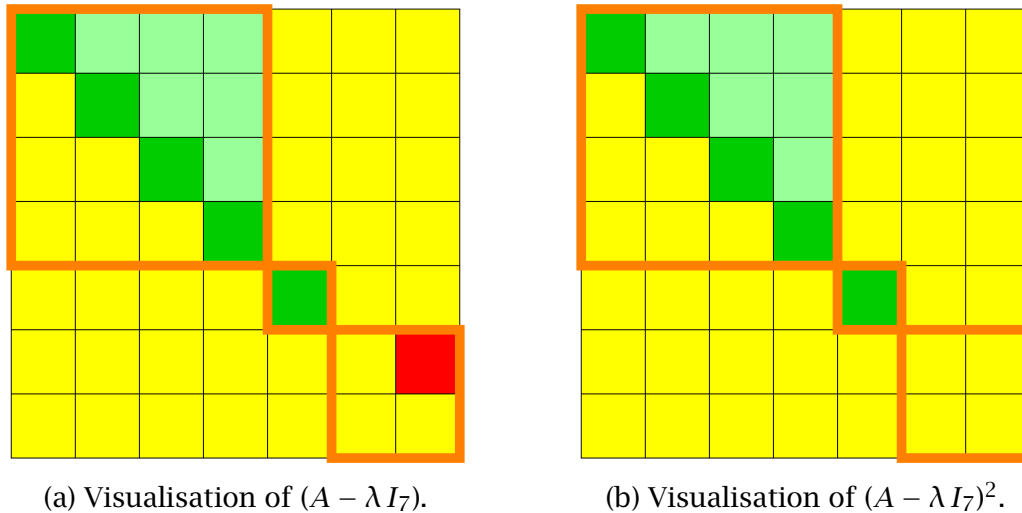 (a) Visualisation of (A − λ I₇).
(b) Visualisation of (A − λ I₇)².